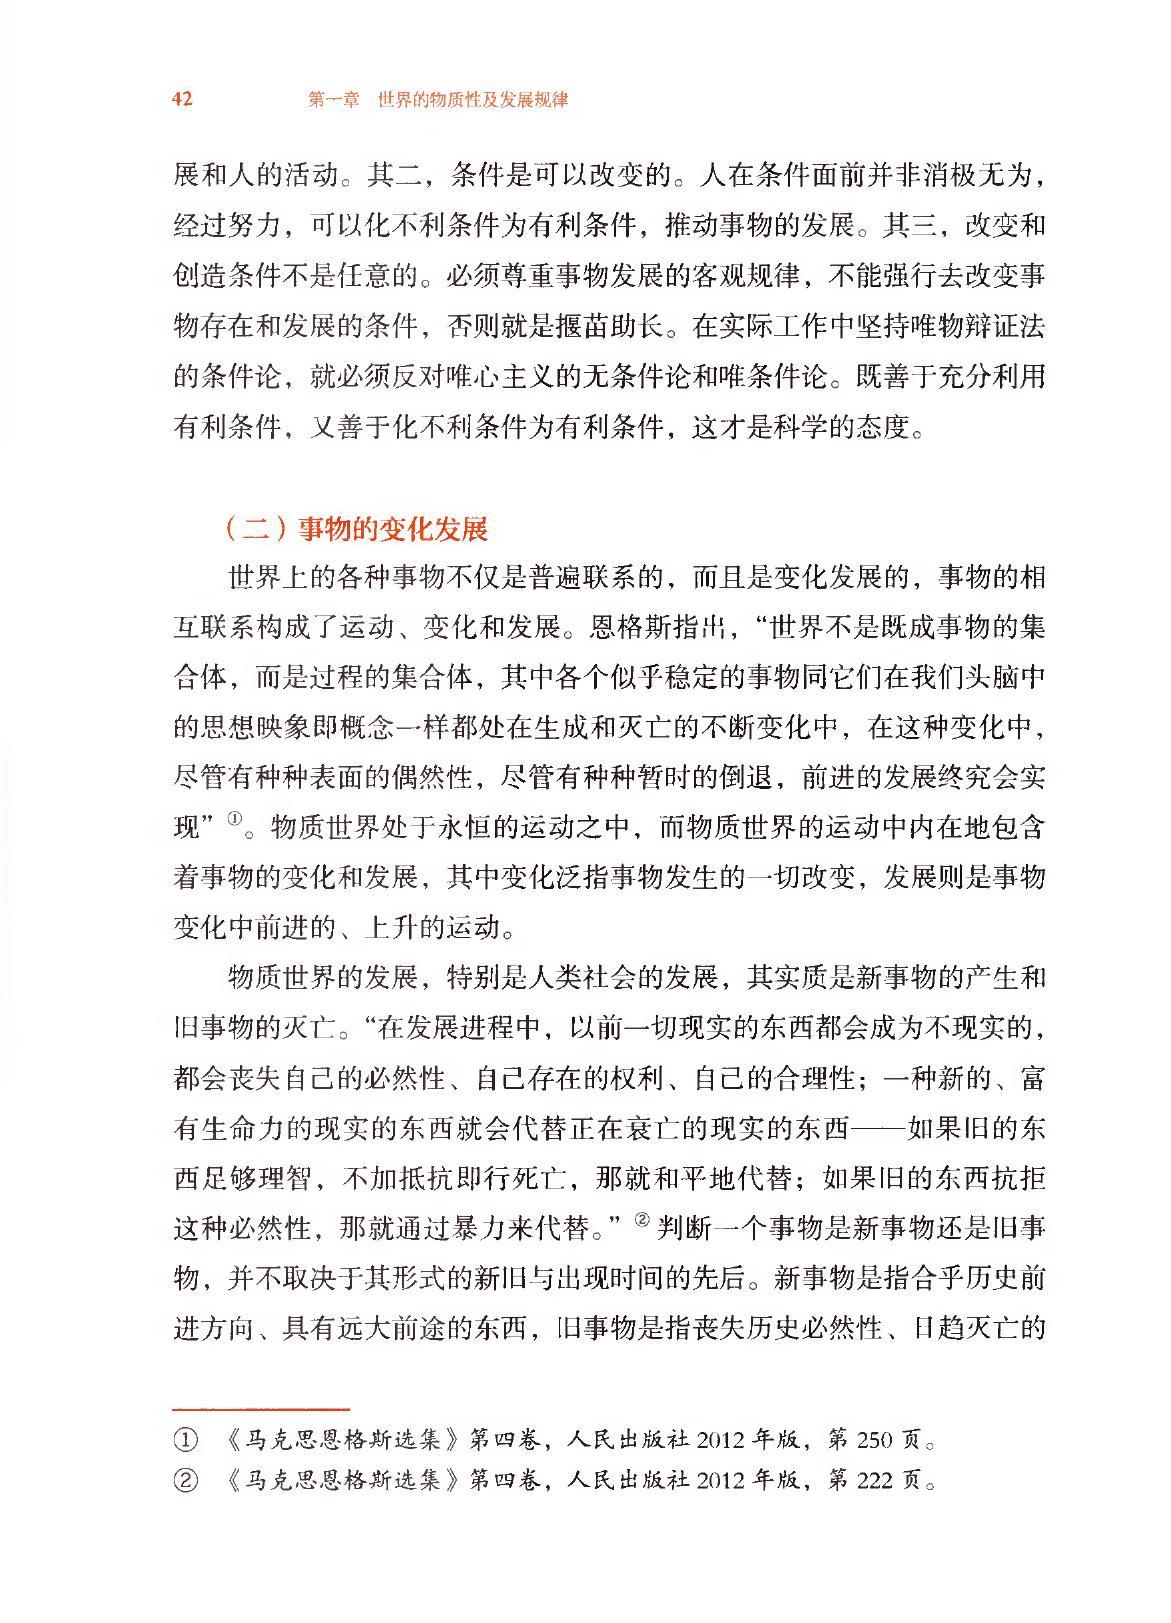 42 第一章 世界的物质性及发展规律
展和人的活动。其二，条件是可以改变的。人在条件面前并非消极无为，
经过努力，可以化不利条件为有利条件，推动事物的发展。其三，改变和
创造条件不是任意的。必须尊重事物发展的客观规律，不能强行去改变事
物存在和发展的条件，否则就是揠苗助长。在实际工作中坚持唯物辩证法
的条件论，就必须反对唯心主义的无条件论和唯条件论。既善于充分利用
有利条件，又善于化不利条件为有利条件，这才是科学的态度。
（二）事物的变化发展
世界上的各种事物不仅是普遍联系的，而且是变化发展的，事物的相
互联系构成了运动、变化和发展。恩格斯指出，“世界不是既成事物的集
合体，而是过程的集合体，其中各个似乎稳定的事物同它们在我们头脑中
的思想映象即概念一样都处在生成和灭亡的不断变化中，在这种变化中，
尽管有种种表面的偶然性，尽管有种种暂时的倒退，前进的发展终究会实
现”①。物质世界处于永恒的运动之中，而物质世界的运动中内在地包含
着事物的变化和发展，其中变化泛指事物发生的一切改变，发展则是事物
变化中前进的、上升的运动。
物质世界的发展，特别是人类社会的发展，其实质是新事物的产生和
旧事物的灭亡。“在发展进程中，以前一切现实的东西都会成为不现实的，
都会丧失自己的必然性、自己存在的权利、自己的合理性；一种新的、富
有生命力的现实的东西就会代替正在衰亡的现实的东西——如果旧的东
西足够理智，不加抵抗即行死亡，那就和平地代替；如果旧的东西抗拒
这种必然性，那就通过暴力来代替。”②判断一个事物是新事物还是旧事
物，并不取决于其形式的新旧与出现时间的先后。新事物是指合乎历史前
进方向、具有远大前途的东西，旧事物是指丧失历史必然性、日趋灭亡的
① 《马克思恩格斯选集》第四卷，人民出版社 2012 年版，第 250 页。
② 《马克思恩格斯选集》第四卷，人民出版社 2012 年版，第 222 页。